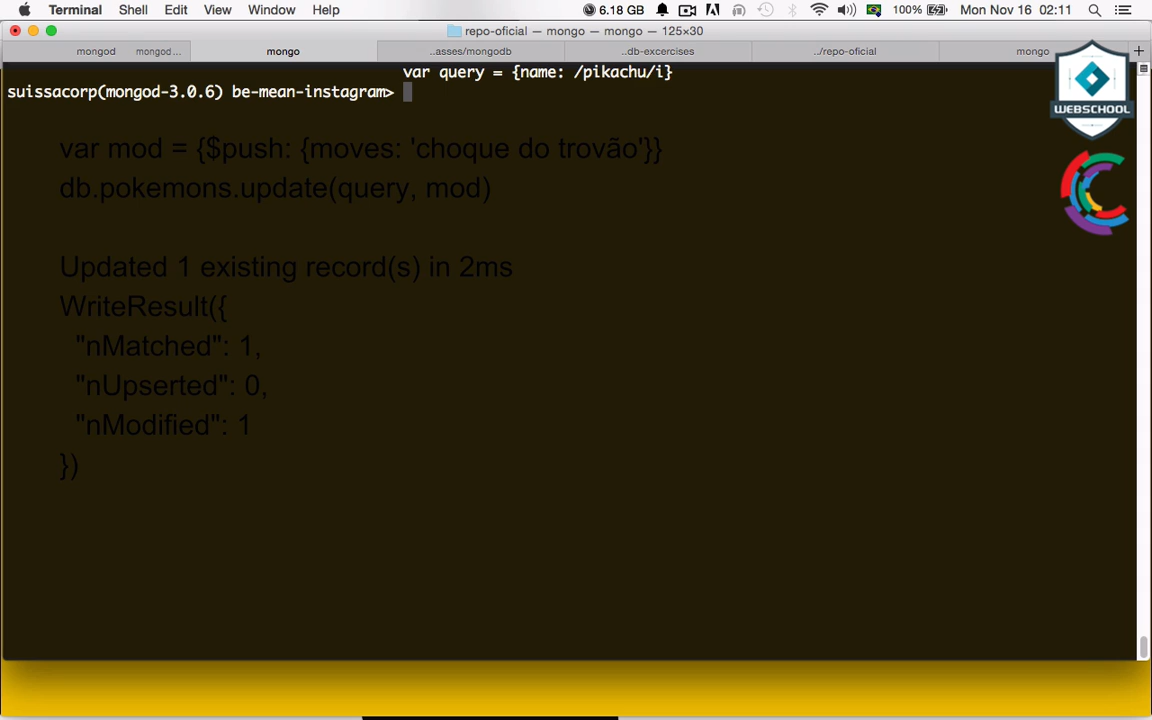 Terminal Shell Edit View Window Help 6.18 GB 100% Mon Nov 16 02:11
repo-oficial — mongo — mongo — 125×30
mongod mongod... mongo ..asses/mongodb ..db-excercises ../repo-oficial mongo +
var query = {name: /pikachu/i}
suissacorp(mongod-3.0.6) be-mean-instagram>
WEBSCHOOL
var mod = {$push: {moves: 'choque do trovão'}}
db.pokemons.update(query, mod)
Updated 1 existing record(s) in 2ms
WriteResult({
"nMatched": 1,
"nUpserted": 0,
"nModified": 1
})